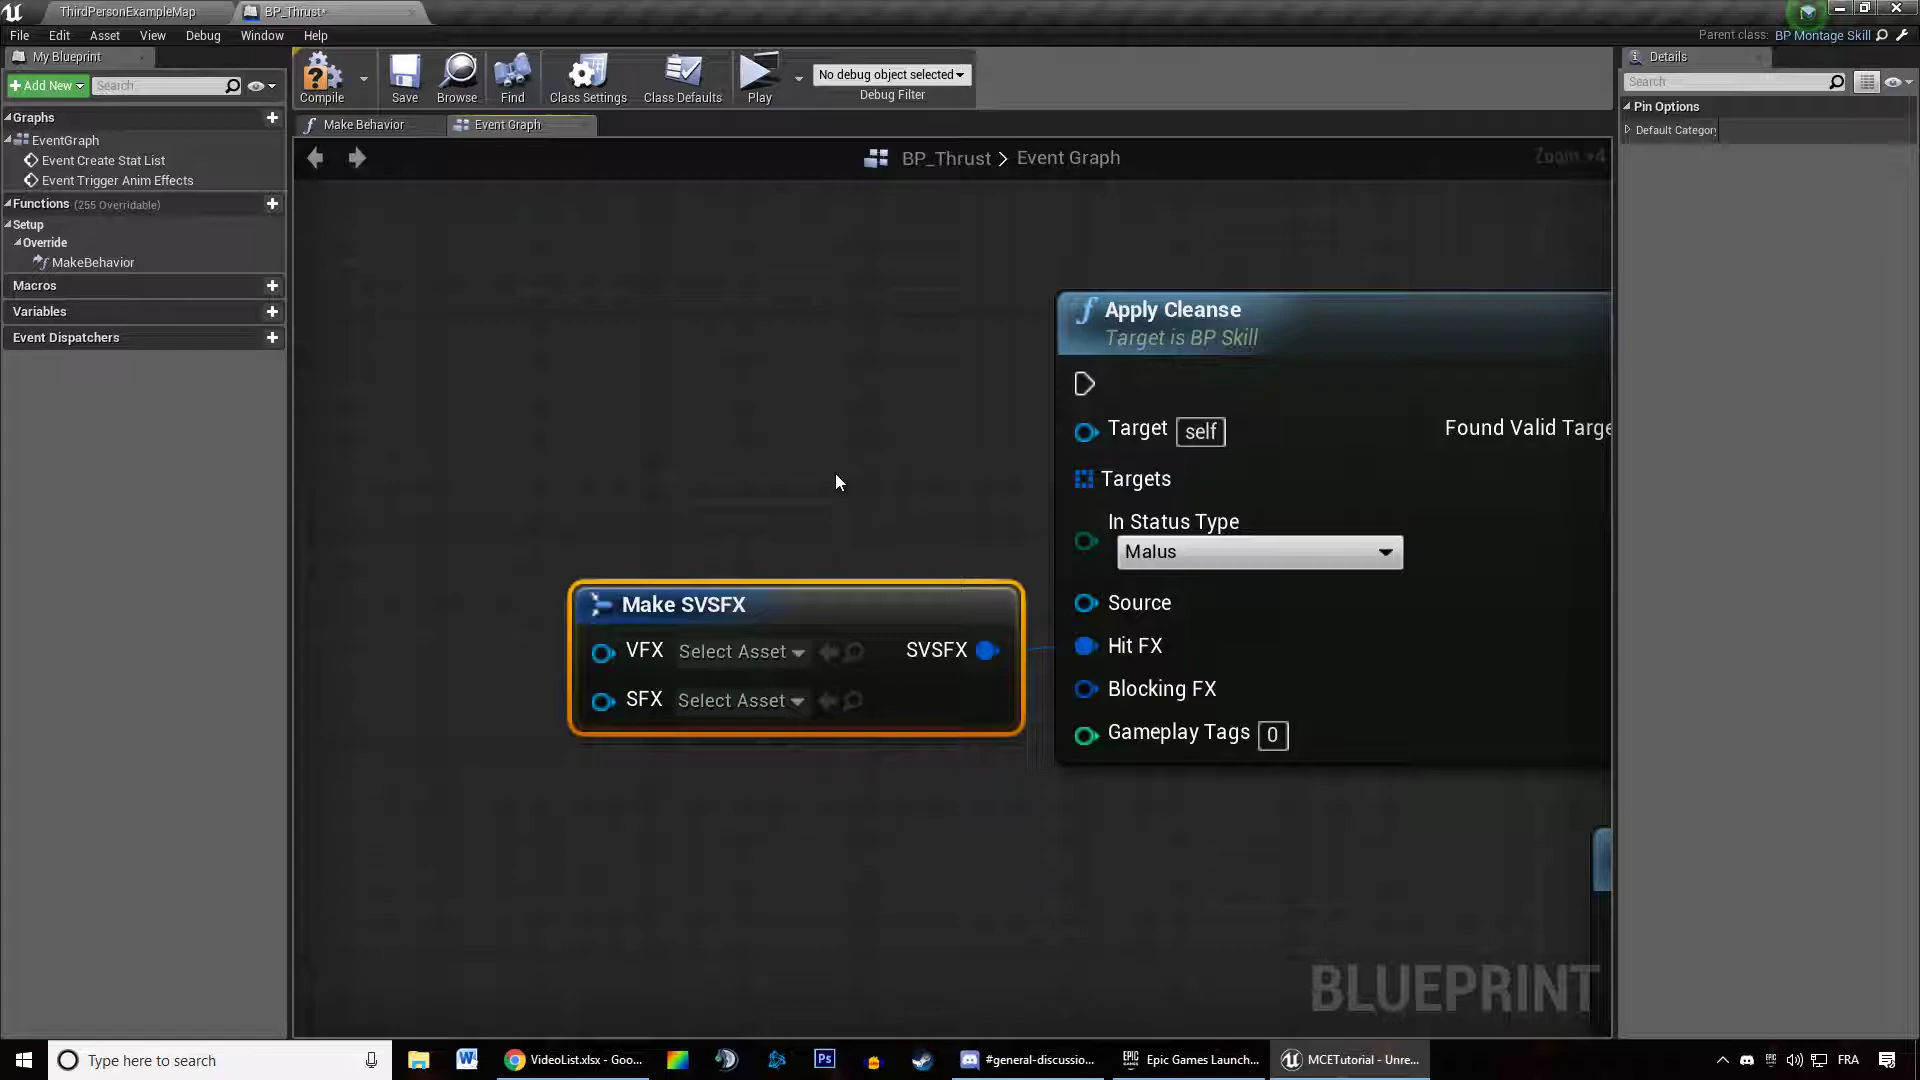 ThirdPersonExampleMap
BP_Thrust*
File Edit Asset View Debug Window Help
Parent class: BP Montage Skill
My Blueprint
Add New
Search
Compile
Save
Browse
Find
Class Settings
Class Defaults
Play
No debug object selected
Debug Filter
Details
Search
Pin Options
Default Categor
Graphs
EventGraph
Event Create Stat List
Event Trigger Anim Effects
Functions (255 Overridable)
Setup
Override
MakeBehavior
Macros
Variables
Event Dispatchers
Make Behavior
Event Graph
BP_Thrust > Event Graph
Zoom +4
Apply Cleanse
Target is BP Skill
Target self
Found Valid Targe
Targets
In Status Type
Malus
Source
Hit FX
Blocking FX
Gameplay Tags 0
Make SVSFX
VFX Select Asset SVSFX
SFX Select Asset
BLUEPRINT
Type here to search
VideoList.xlsx - Goo...
Ps
#general-discussio...
Epic Games Launch...
MCETutorial - Unre...
FRA